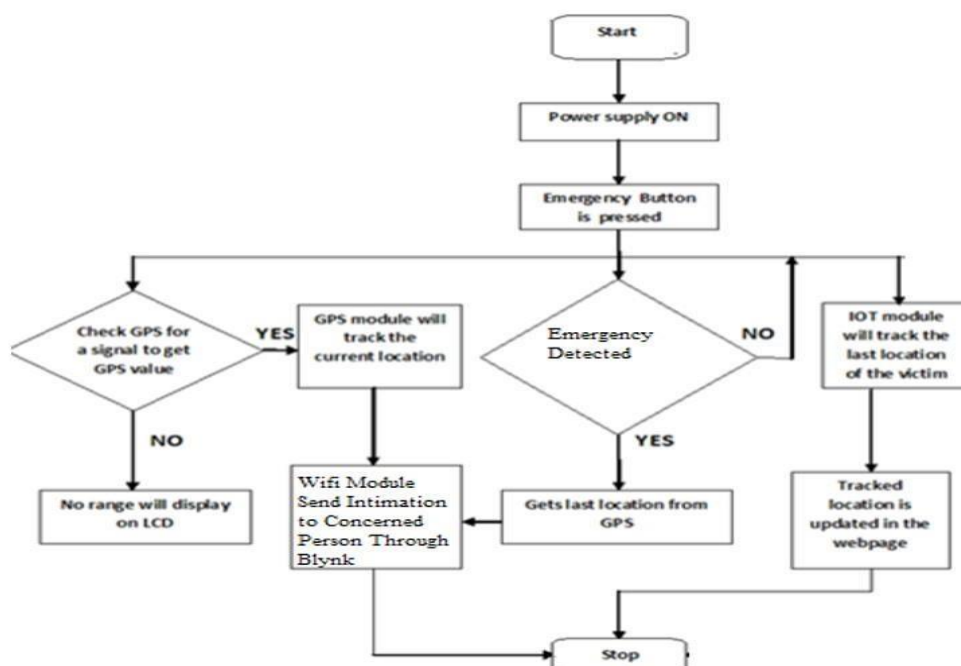 Start
Power supply ON
Emergency Button
is pressed
Check GPS for
a signal to get
GPS value
YES
GPS module will
track the
current location
Emergency
Detected
NO
IOT module
will track the
last location
of the victim
NO
YES
No range will display
on LCD
Wifi Module
Send Intimation
to Concerned
Person Through
Blynk
Gets last location from
GPS
Tracked
location is
updated in the
webpage
Stop